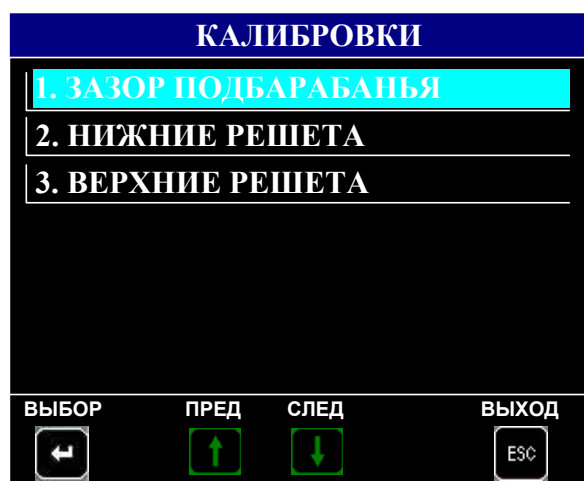 КАЛИБРОВКИ
1. ЗАЗОР ПОДБАРАБАНЬЯ
2. НИЖНИЕ РЕШЕТА
3. ВЕРХНИЕ РЕШЕТА
ВЫБОР ПРЕД СЛЕД ВЫХОД
ESC